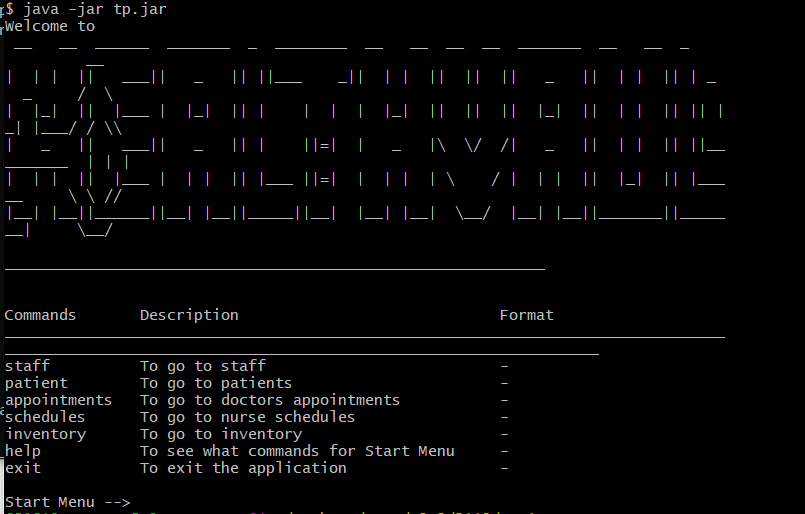 $ java -jar tp.jar
Welcome to
Commands Description Format
staff To go to staff -
patient To go to patients -
appointments To go to doctors appointments -
schedules To go to nurse schedules -
inventory To go to inventory -
help To see what commands for Start Menu -
exit To exit the application -
Start Menu -->